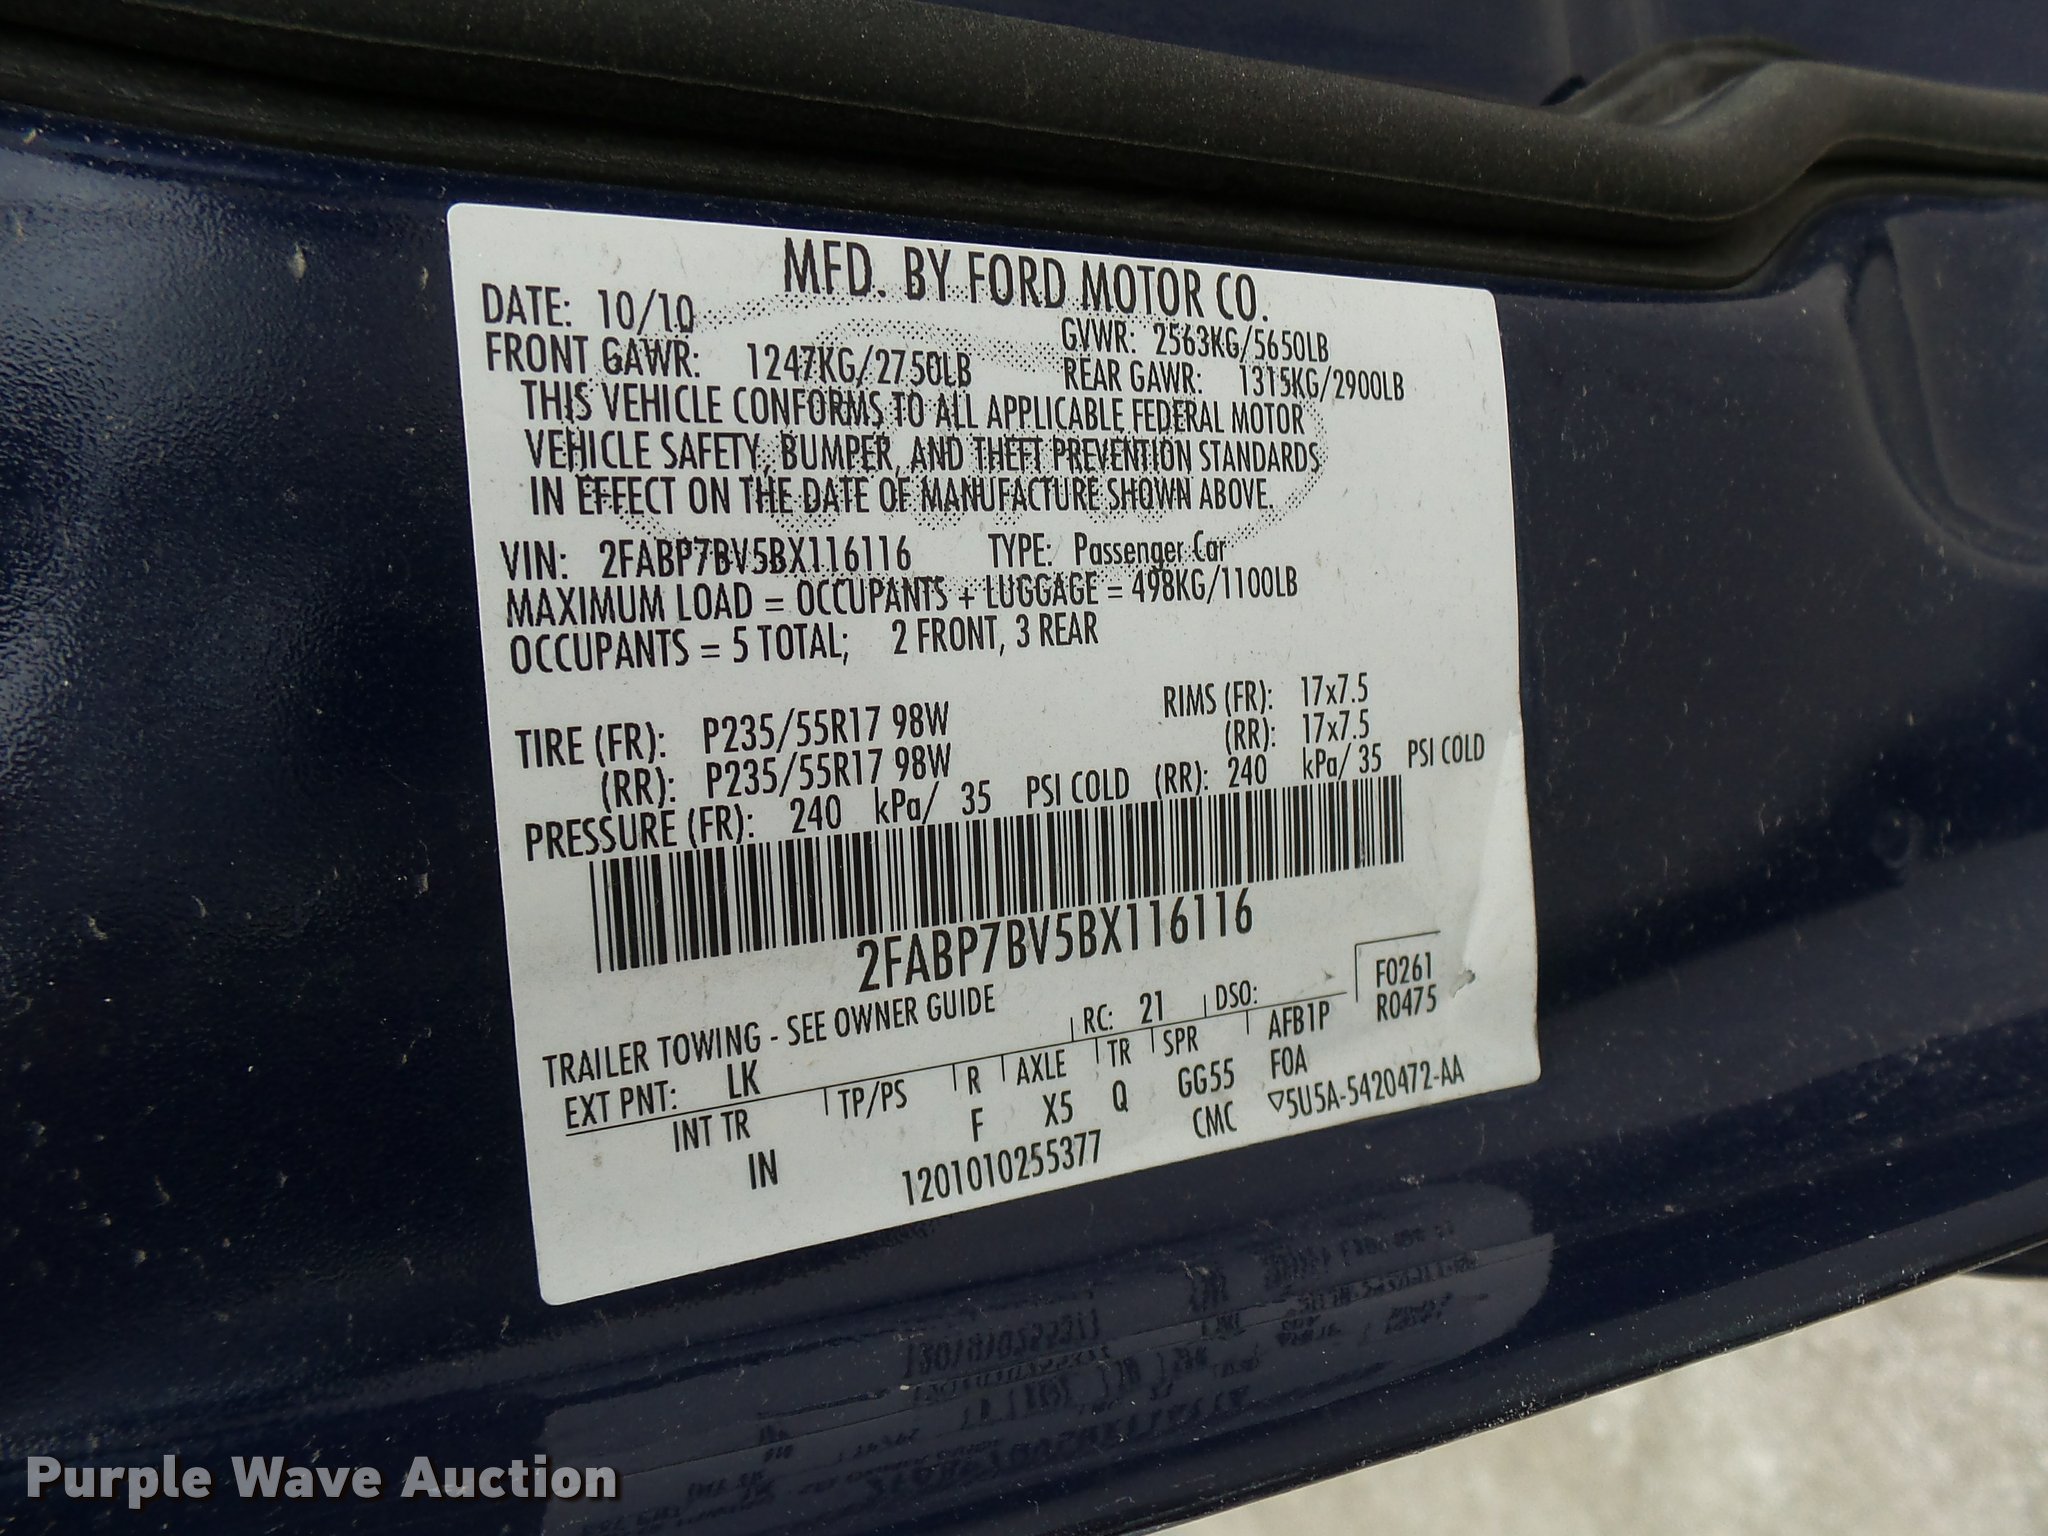 MFD. BY FORD MOTOR CO.
DATE: 10/10 GVWR: 2563KG/5650LB
FRONT GAWR: 1247KG/2750LB REAR GAWR: 1315KG/2900LB
THIS VEHICLE CONFORMS TO ALL APPLICABLE FEDERAL MOTOR
VEHICLE SAFETY, BUMPER, AND THEFT PREVENTION STANDARDS
IN EFFECT ON THE DATE OF MANUFACTURE SHOWN ABOVE.
VIN: 2FABP7BV5BX116116 TYPE: Passenger Car
MAXIMUM LOAD = OCCUPANTS + LUGGAGE = 498KG/1100LB
OCCUPANTS = 5 TOTAL; 2 FRONT, 3 REAR
TIRE (FR): P235/55R17 98W RIMS (FR): 17x7.5
(RR): P235/55R17 98W (RR): 17x7.5
PRESSURE (FR): 240 kPa/ 35 PSI COLD (RR): 240 kPa/ 35 PSI COLD
2FABP7BV5BX116116
TRAILER TOWING - SEE OWNER GUIDE
F0261
EXT PNT: LK RC: 21 DSO: R0475
INT TR TP/PS R AXLE TR SPR AFB1P
IN F X5 Q GG55 FOA
1201010255377 CMC ▽5U5A-5420472-AA
Purple Wave Auction